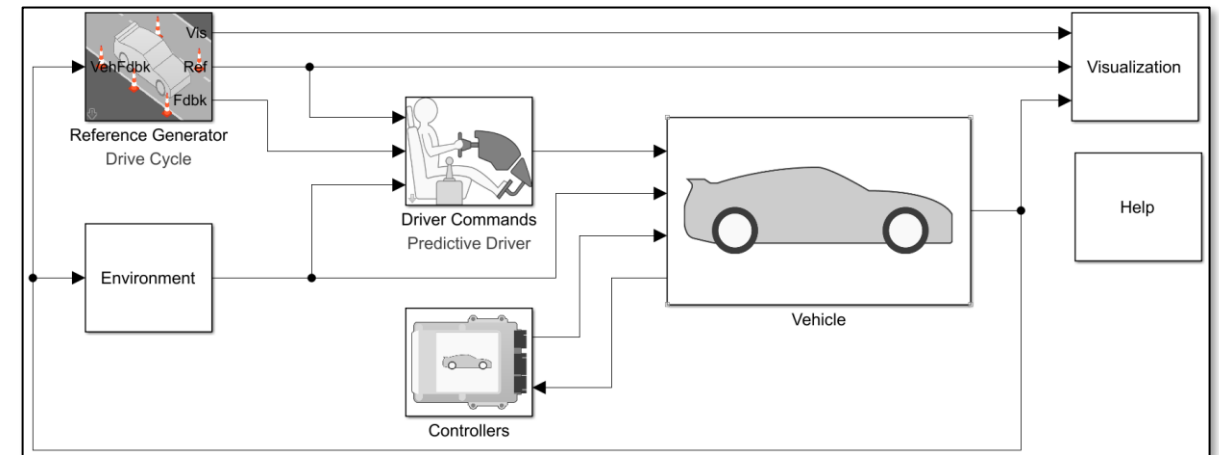 Vis
VehFdbk Ref
Fdbk
Reference Generator
Drive Cycle
Visualization
Driver Commands
Predictive Driver
Help
Environment
Vehicle
Controllers